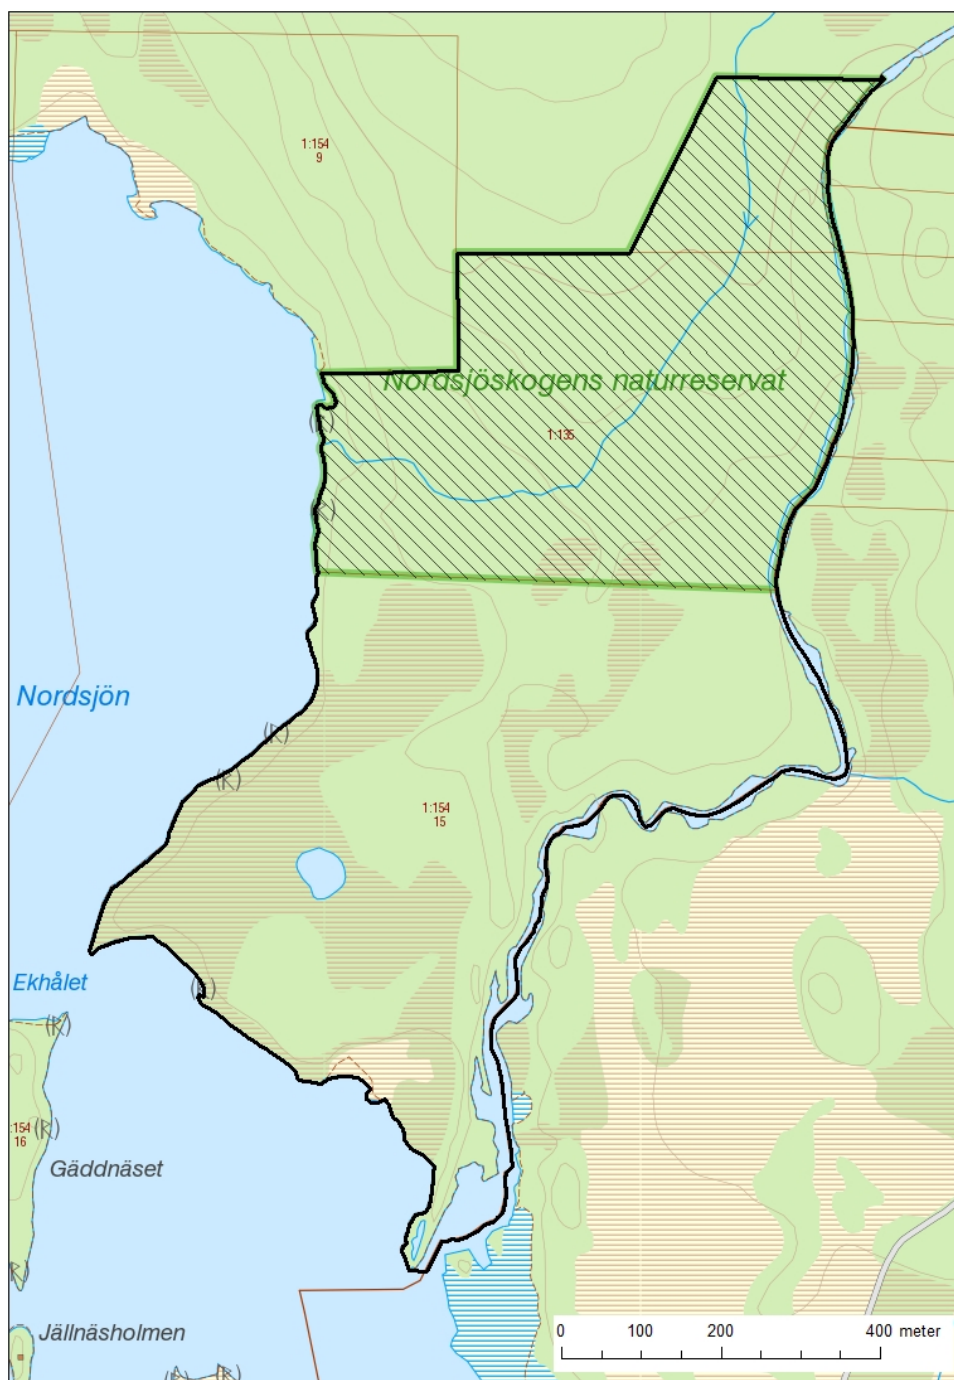 1:154
9
Nordsjöskogens naturreservat
(R)
1:135
(R)
Nordsjön
(R)
(R)
1:154
15
Ekhålet
(R)
(R)
:154
16
(R)
Gäddnäset
R)
Jällnäsholmen
(R)
(R)
0 100 200 400 meter